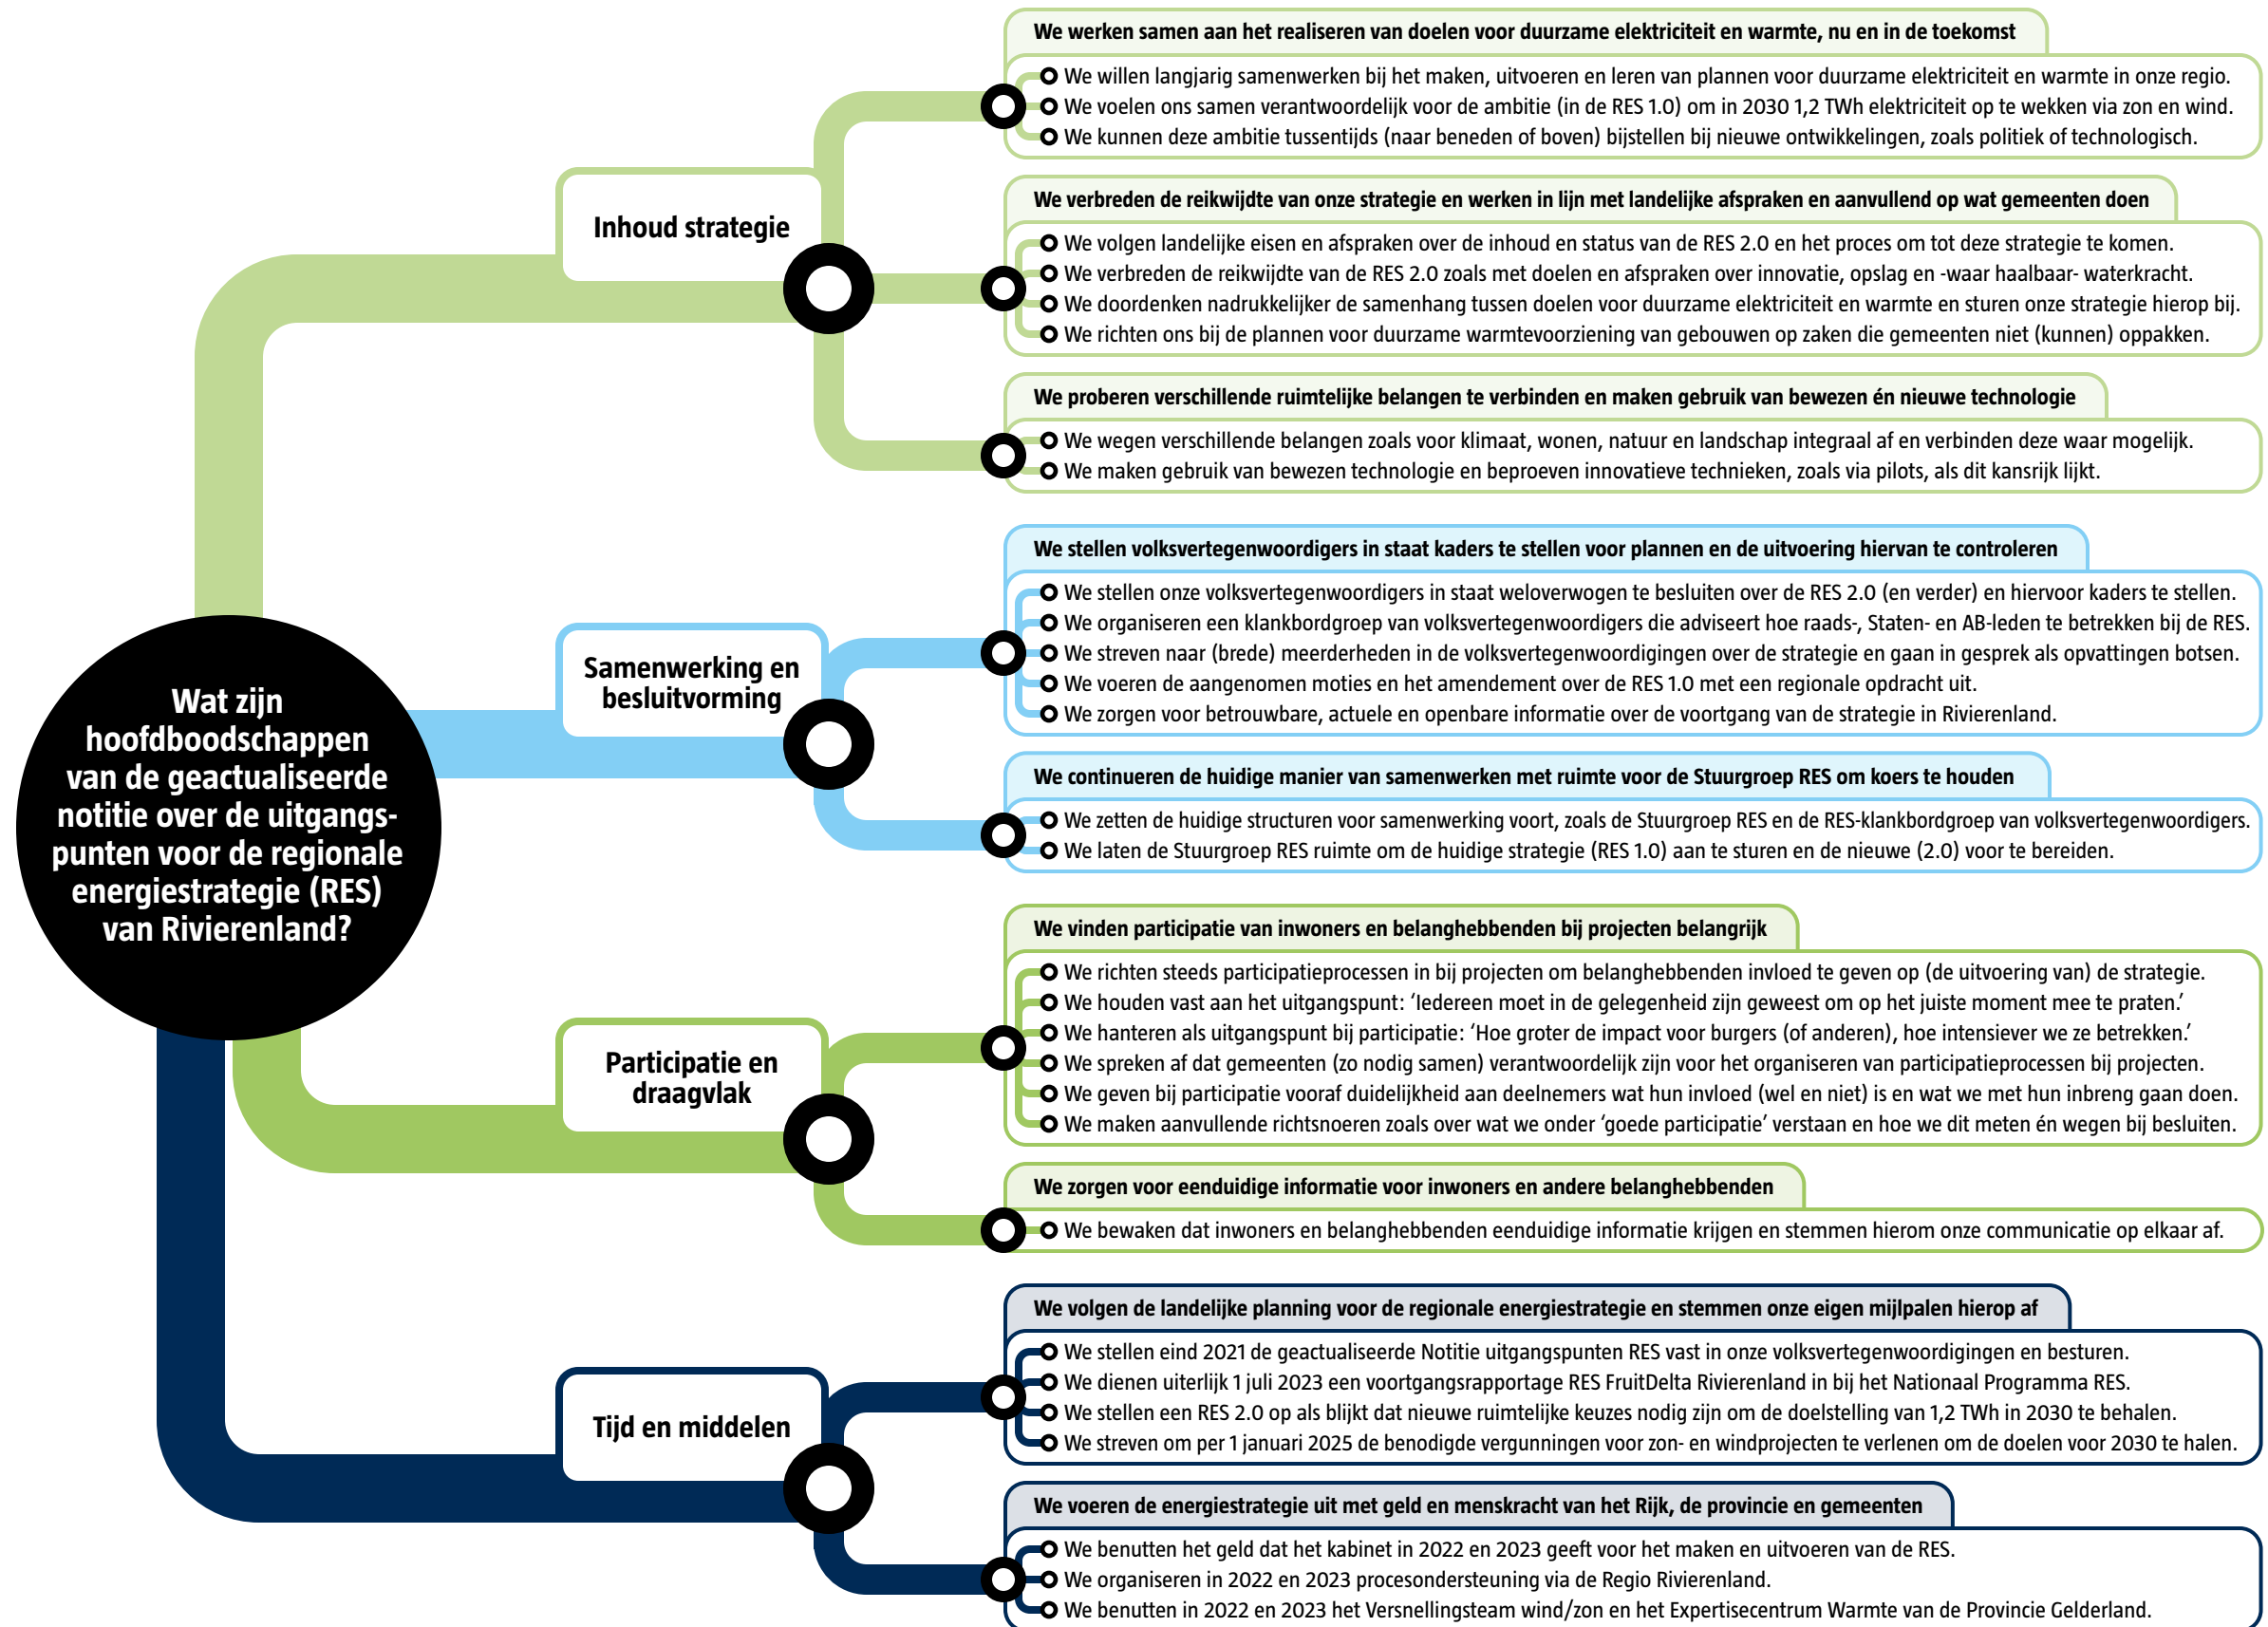 Wat zijn
hoofdboodschappen
van de geactualiseerde
notitie over de uitgangs-
punten voor de regionale
energiestrategie (RES)
van Rivierenland?
Inhoud strategie
We werken samen aan het realiseren van doelen voor duurzame elektriciteit en warmte, nu en in de toekomst
We willen langjarig samenwerken bij het maken, uitvoeren en leren van plannen voor duurzame elektriciteit en warmte in onze regio.
We voelen ons samen verantwoordelijk voor de ambitie (in de RES 1.0) om in 2030 1,2 TWh elektriciteit op te wekken via zon en wind.
We kunnen deze ambitie tussentijds (naar beneden of boven) bijstellen bij nieuwe ontwikkelingen, zoals politiek of technologisch.
We verbreden de reikwijdte van onze strategie en werken in lijn met landelijke afspraken en aanvullend op wat gemeenten doen
We volgen landelijke eisen en afspraken over de inhoud en status van de RES 2.0 en het proces om tot deze strategie te komen.
We verbreden de reikwijdte van de RES 2.0 zoals met doelen en afspraken over innovatie, opslag en -waar haalbaar- waterkracht.
We doordenken nadrukkelijker de samenhang tussen doelen voor duurzame elektriciteit en warmte en sturen onze strategie hierop bij.
We richten ons bij de plannen voor duurzame warmtevoorziening van gebouwen op zaken die gemeenten niet (kunnen) oppakken.
We proberen verschillende ruimtelijke belangen te verbinden en maken gebruik van bewezen én nieuwe technologie
We wegen verschillende belangen zoals voor klimaat, wonen, natuur en landschap integraal af en verbinden deze waar mogelijk.
We maken gebruik van bewezen technologie en beproeven innovatieve technieken, zoals via pilots, als dit kansrijk lijkt.
Samenwerking en
besluitvorming
We stellen volksvertegenwoordigers in staat kaders te stellen voor plannen en de uitvoering hiervan te controleren
We stellen onze volksvertegenwoordigers in staat weloverwogen te besluiten over de RES 2.0 (en verder) en hiervoor kaders te stellen.
We organiseren een klankbordgroep van volksvertegenwoordigers die adviseert hoe raads-, Staten- en AB-leden te betrekken bij de RES.
We streven naar (brede) meerderheden in de volksvertegenwoordigingen over de strategie en gaan in gesprek als opvattingen botsen.
We voeren de aangenomen moties en het amendement over de RES 1.0 met een regionale opdracht uit.
We zorgen voor betrouwbare, actuele en openbare informatie over de voortgang van de strategie in Rivierenland.
We continueren de huidige manier van samenwerken met ruimte voor de Stuurgroep RES om koers te houden
We zetten de huidige structuren voor samenwerking voort, zoals de Stuurgroep RES en de RES-klankbordgroep van volksvertegenwoordigers.
We laten de Stuurgroep RES ruimte om de huidige strategie (RES 1.0) aan te sturen en de nieuwe (2.0) voor te bereiden.
Participatie en
draagvlak
We vinden participatie van inwoners en belanghebbenden bij projecten belangrijk
We richten steeds participatieprocessen in bij projecten om belanghebbenden invloed te geven op (de uitvoering van) de strategie.
We houden vast aan het uitgangspunt: ‘Iedereen moet in de gelegenheid zijn geweest om op het juiste moment mee te praten.’
We hanteren als uitgangspunt bij participatie: ‘Hoe groter de impact voor burgers (of anderen), hoe intensiever we ze betrekken.’
We spreken af dat gemeenten (zo nodig samen) verantwoordelijk zijn voor het organiseren van participatieprocessen bij projecten.
We geven bij participatie vooraf duidelijkheid aan deelnemers wat hun invloed (wel en niet) is en wat we met hun inbreng gaan doen.
We maken aanvullende richtsnoeren zoals over wat we onder ‘goede participatie’ verstaan en hoe we dit meten én wegen bij besluiten.
We zorgen voor eenduidige informatie voor inwoners en andere belanghebbenden
We bewaken dat inwoners en belanghebbenden eenduidige informatie krijgen en stemmen hierom onze communicatie op elkaar af.
Tijd en middelen
We volgen de landelijke planning voor de regionale energiestrategie en stemmen onze eigen mijlpalen hierop af
We stellen eind 2021 de geactualiseerde Notitie uitgangspunten RES vast in onze volksvertegenwoordigingen en besturen.
We dienen uiterlijk 1 juli 2023 een voortgangsrapportage RES FruitDelta Rivierenland in bij het Nationaal Programma RES.
We stellen een RES 2.0 op als blijkt dat nieuwe ruimtelijke keuzes nodig zijn om de doelstelling van 1,2 TWh in 2030 te behalen.
We streven om per 1 januari 2025 de benodigde vergunningen voor zon- en windprojecten te verlenen om de doelen voor 2030 te halen.
We voeren de energiestrategie uit met geld en menskracht van het Rijk, de provincie en gemeenten
We benutten het geld dat het kabinet in 2022 en 2023 geeft voor het maken en uitvoeren van de RES.
We organiseren in 2022 en 2023 procesondersteuning via de Regio Rivierenland.
We benutten in 2022 en 2023 het Versnellingsteam wind/zon en het Expertisecentrum Warmte van de Provincie Gelderland.